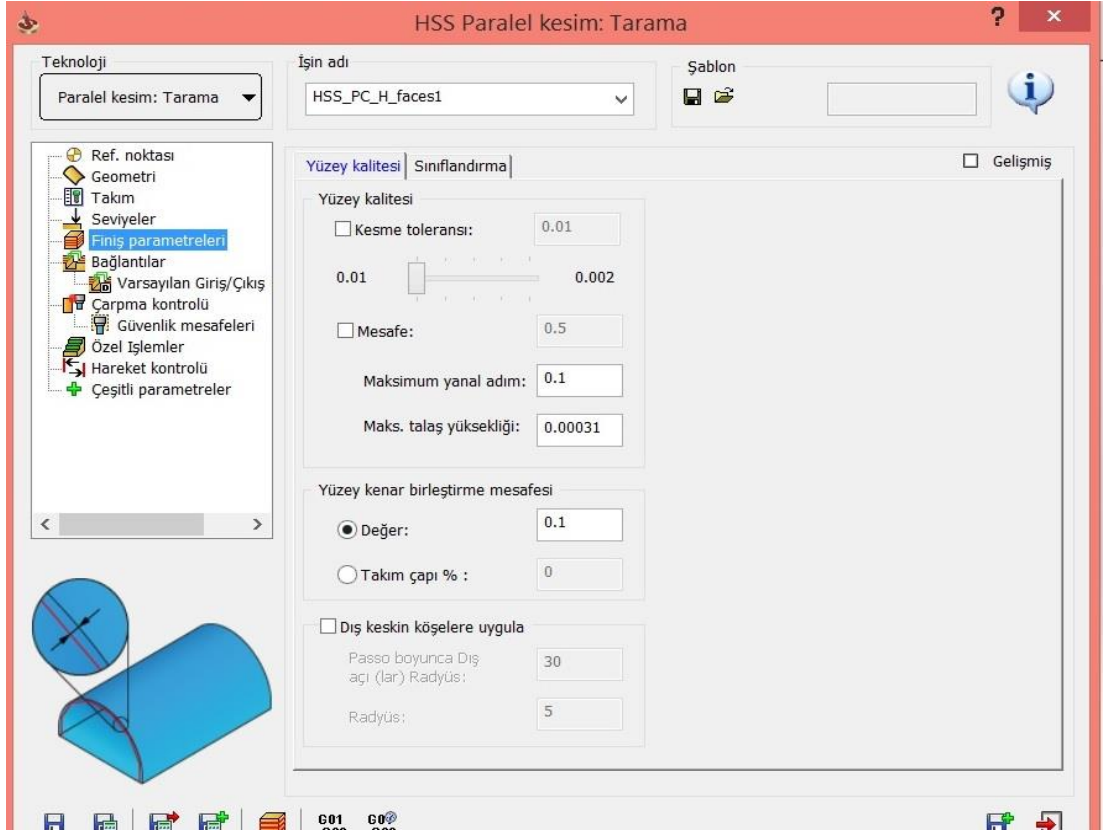 HSS Paralel kesim: Tarama
?
Teknoloji
Paralel kesim: Tarama
İşin adı
HSS_PC_H_faces1
Şablon
Ref. noktası
Geometri
Takım
Seviyeler
Finiş parametreleri
Bağlantılar
Varsayılan Giriş/Çıkış
Çarpma kontrolü
Güvenlik mesafeleri
Özel Işlemler
Hareket kontrolü
Çeşitli parametreler
Yüzey kalitesi Sınıflandırma
Gelişmiş
Yüzey kalitesi
Kesme toleransı: 0.01
0.01 0.002
Mesafe: 0.5
Maksimum yanal adım: 0.1
Maks. talaş yüksekliği: 0.00031
Yüzey kenar birleştirme mesafesi
Değer: 0.1
Takım çapı % : 0
Dış keskin köşelere uygula
Passo boyunca Dış
açı (lar) Radyüs: 30
Radyüs: 5
G01 G0